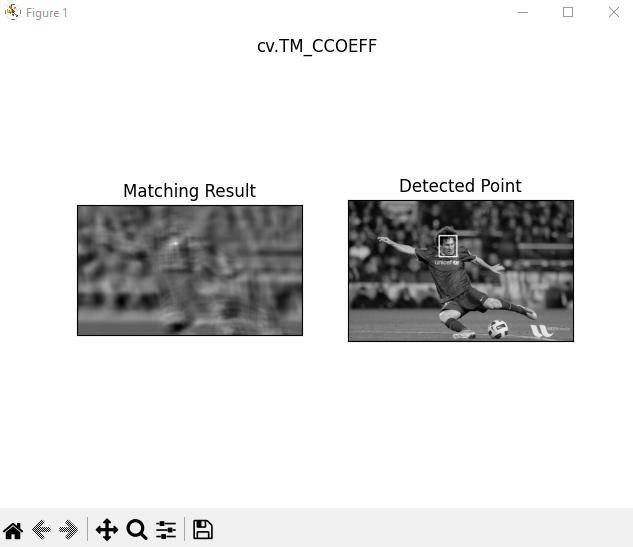 Figure 1
cv.TM_CCOEFF
Matching Result
Detected Point
unicef